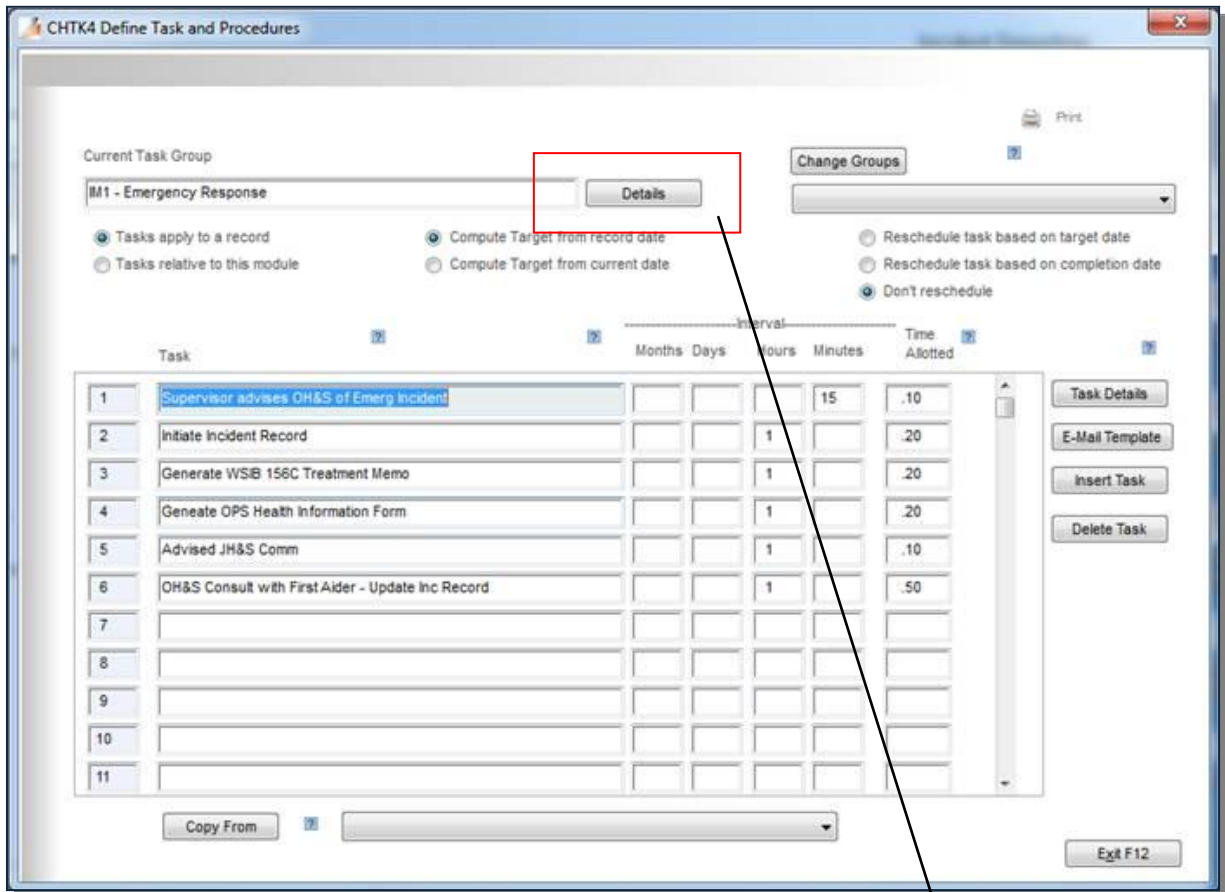 CHTK4 Define Task and Procedures
Print
Current Task Group
Change Groups
IM1 - Emergency Response
Details
Tasks apply to a record
Compute Target from record date
Reschedule task based on target date
Tasks relative to this module
Compute Target from current date
Reschedule task based on completion date
Don't reschedule
Interval
Task
Months Days Hours Minutes
Time Allotted
1 Supervisor advises OH&S of Emerg Incident 15 .10
Task Details
2 Initiate Incident Record 1 .20
E-Mail Template
3 Generate WSIB 156C Treatment Memo 1 .20
Insert Task
4 Geneate OPS Health Information Form 1 .20
Delete Task
5 Advised JH&S Comm 1 .10
6 OH&S Consult with First Aider - Update Inc Record 1 .50
7
8
9
10
11
Copy From
Exit F12